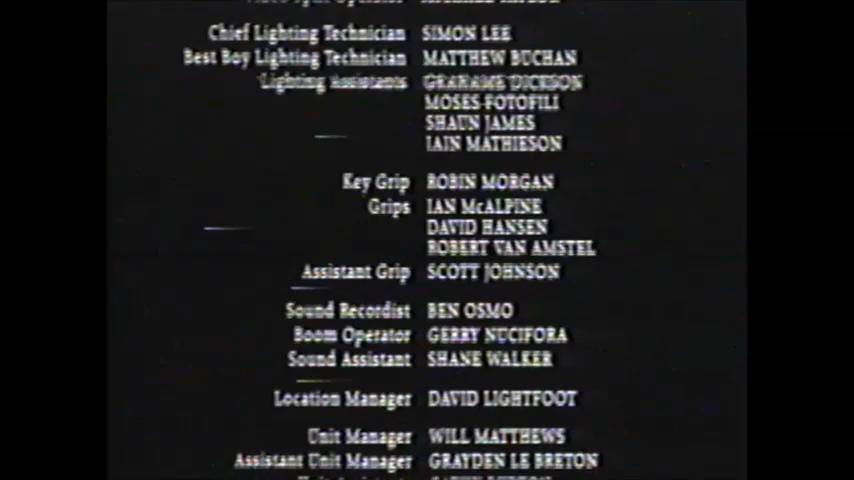 Chief Lighting Technician SIMON LEE
Best Boy Lighting Technician MATTHEW BUCHAN
Lighting Assistants GRAHAME DICKSON
MOSES FOTOFILI
SHAUN JAMES
IAIN MATHIESON
Key Grip ROBIN MORGAN
Grips IAN McALPINE
DAVID HANSEN
ROBERT VAN AMSTEL
Assistant Grip SCOTT JOHNSON
Sound Recordist BEN OSMO
Boom Operator GERRY NUCIFORA
Sound Assistant SHANE WALKER
Location Manager DAVID LIGHTFOOT
Unit Manager WILL MATTHEWS
Assistant Unit Manager GRAYDEN LE BRETON